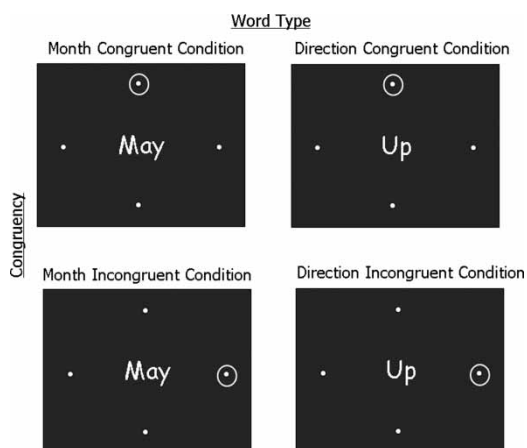 Word Type
Month Congruent Condition
Direction Congruent Condition
May
Up
Congruency
Month Incongruent Condition
Direction Incongruent Condition
May
Up